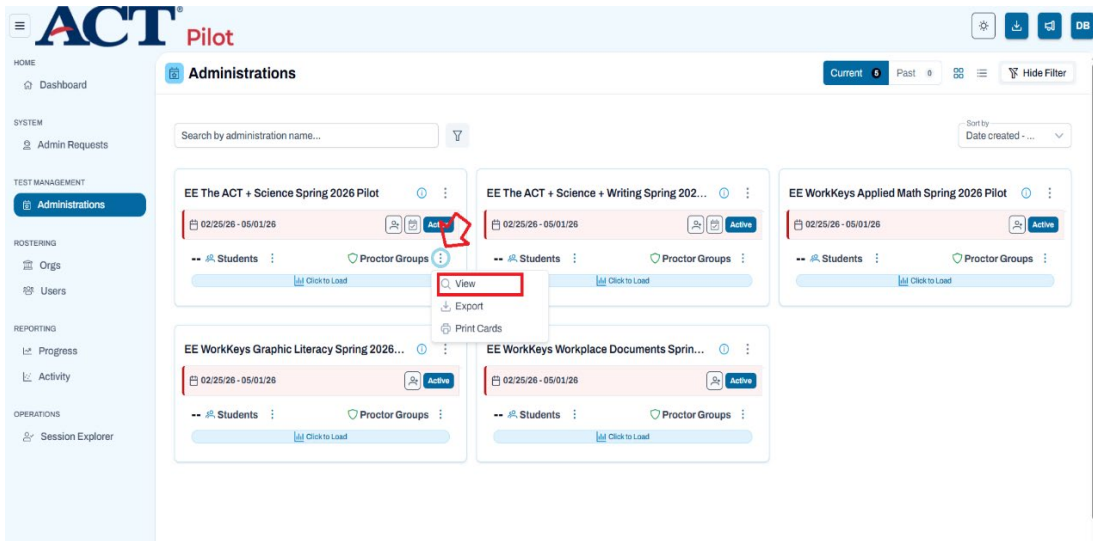 ACT®
Pilot
DB
HOME
Dashboard
SYSTEM
Admin Requests
TEST MANAGEMENT
Administrations
ROSTERING
Orgs
Users
REPORTING
Progress
Activity
OPERATIONS
Session Explorer
Administrations
Current 5 Past 0
Hide Filter
Search by administration name...
Sort by
Date created - ...
EE The ACT + Science Spring 2026 Pilot
02/25/26 - 05/01/26 Active
-- Students Proctor Groups
Click to Load
View
Export
Print Cards
EE The ACT + Science + Writing Spring 202...
02/25/26 - 05/01/26 Active
-- Students Proctor Groups
Click to Load
EE WorkKeys Applied Math Spring 2026 Pilot
02/25/26 - 05/01/26 Active
-- Students Proctor Groups
Click to Load
EE WorkKeys Graphic Literacy Spring 2026...
02/25/26 - 05/01/26 Active
-- Students Proctor Groups
Click to Load
EE WorkKeys Workplace Documents Sprin...
02/25/26 - 05/01/26 Active
-- Students Proctor Groups
Click to Load